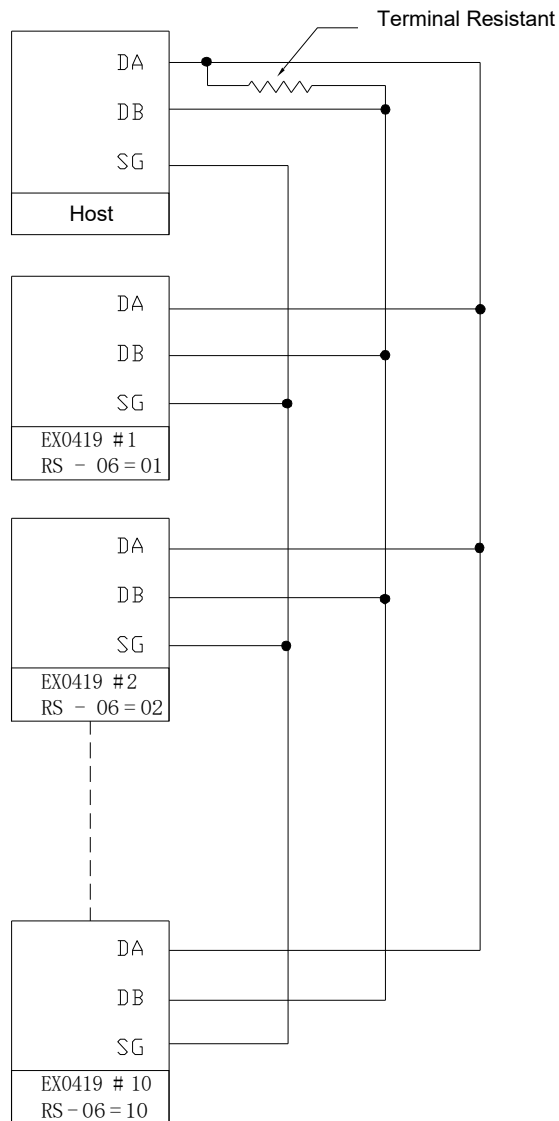 Terminal Resistant
DA
DB
SG
Host
DA
DB
SG
EX0419 #1
RS - 06=01
DA
DB
SG
EX0419 #2
RS - 06=02
DA
DB
SG
EX0419 # 10
RS-06=10